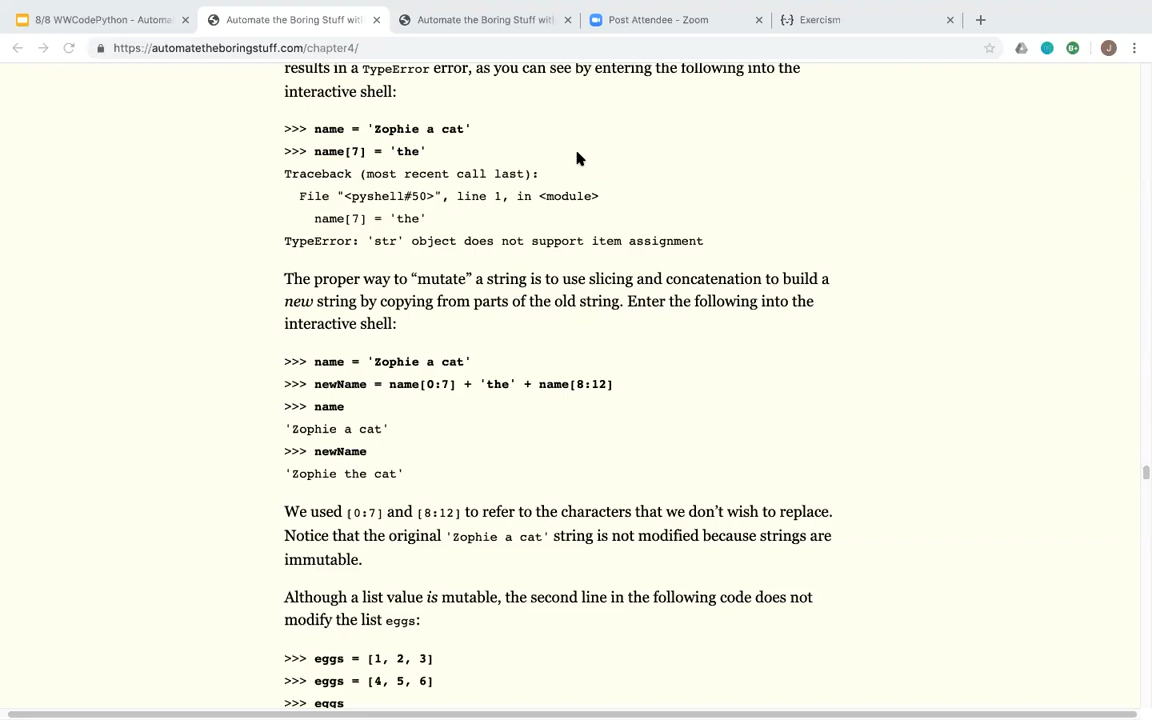 8/8 WWCodePython - Automa
Automate the Boring Stuff with
Automate the Boring Stuff with
Post Attendee - Zoom
Exercism
https://automatetheboringstuff.com/chapter4/
J
results in a TypeError error, as you can see by entering the following into the
interactive shell:
>>> name = 'Zophie a cat'
>>> name[7] = 'the'
Traceback (most recent call last):
File "<pyshell#50>", line 1, in <module>
name[7] = 'the'
TypeError: 'str' object does not support item assignment
The proper way to “mutate” a string is to use slicing and concatenation to build a
new string by copying from parts of the old string. Enter the following into the
interactive shell:
>>> name = 'Zophie a cat'
>>> newName = name[0:7] + 'the' + name[8:12]
>>> name
'Zophie a cat'
>>> newName
'Zophie the cat'
We used [0:7] and [8:12] to refer to the characters that we don’t wish to replace.
Notice that the original 'Zophie a cat' string is not modified because strings are
immutable.
Although a list value is mutable, the second line in the following code does not
modify the list eggs:
>>> eggs = [1, 2, 3]
>>> eggs = [4, 5, 6]
>>> eggs